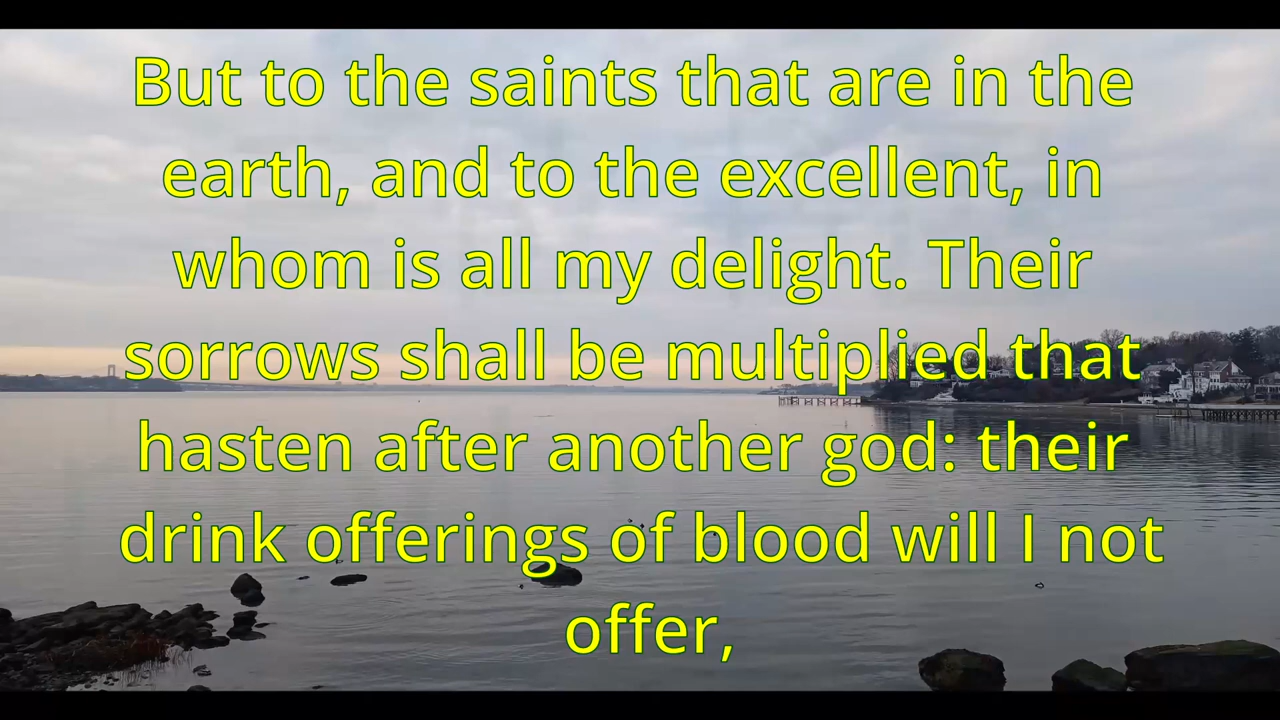 But to the saints that are in the
earth, and to the excellent, in
whom is all my delight. Their
sorrows shall be multiplied that
hasten after another god: their
drink offerings of blood will I not
offer,